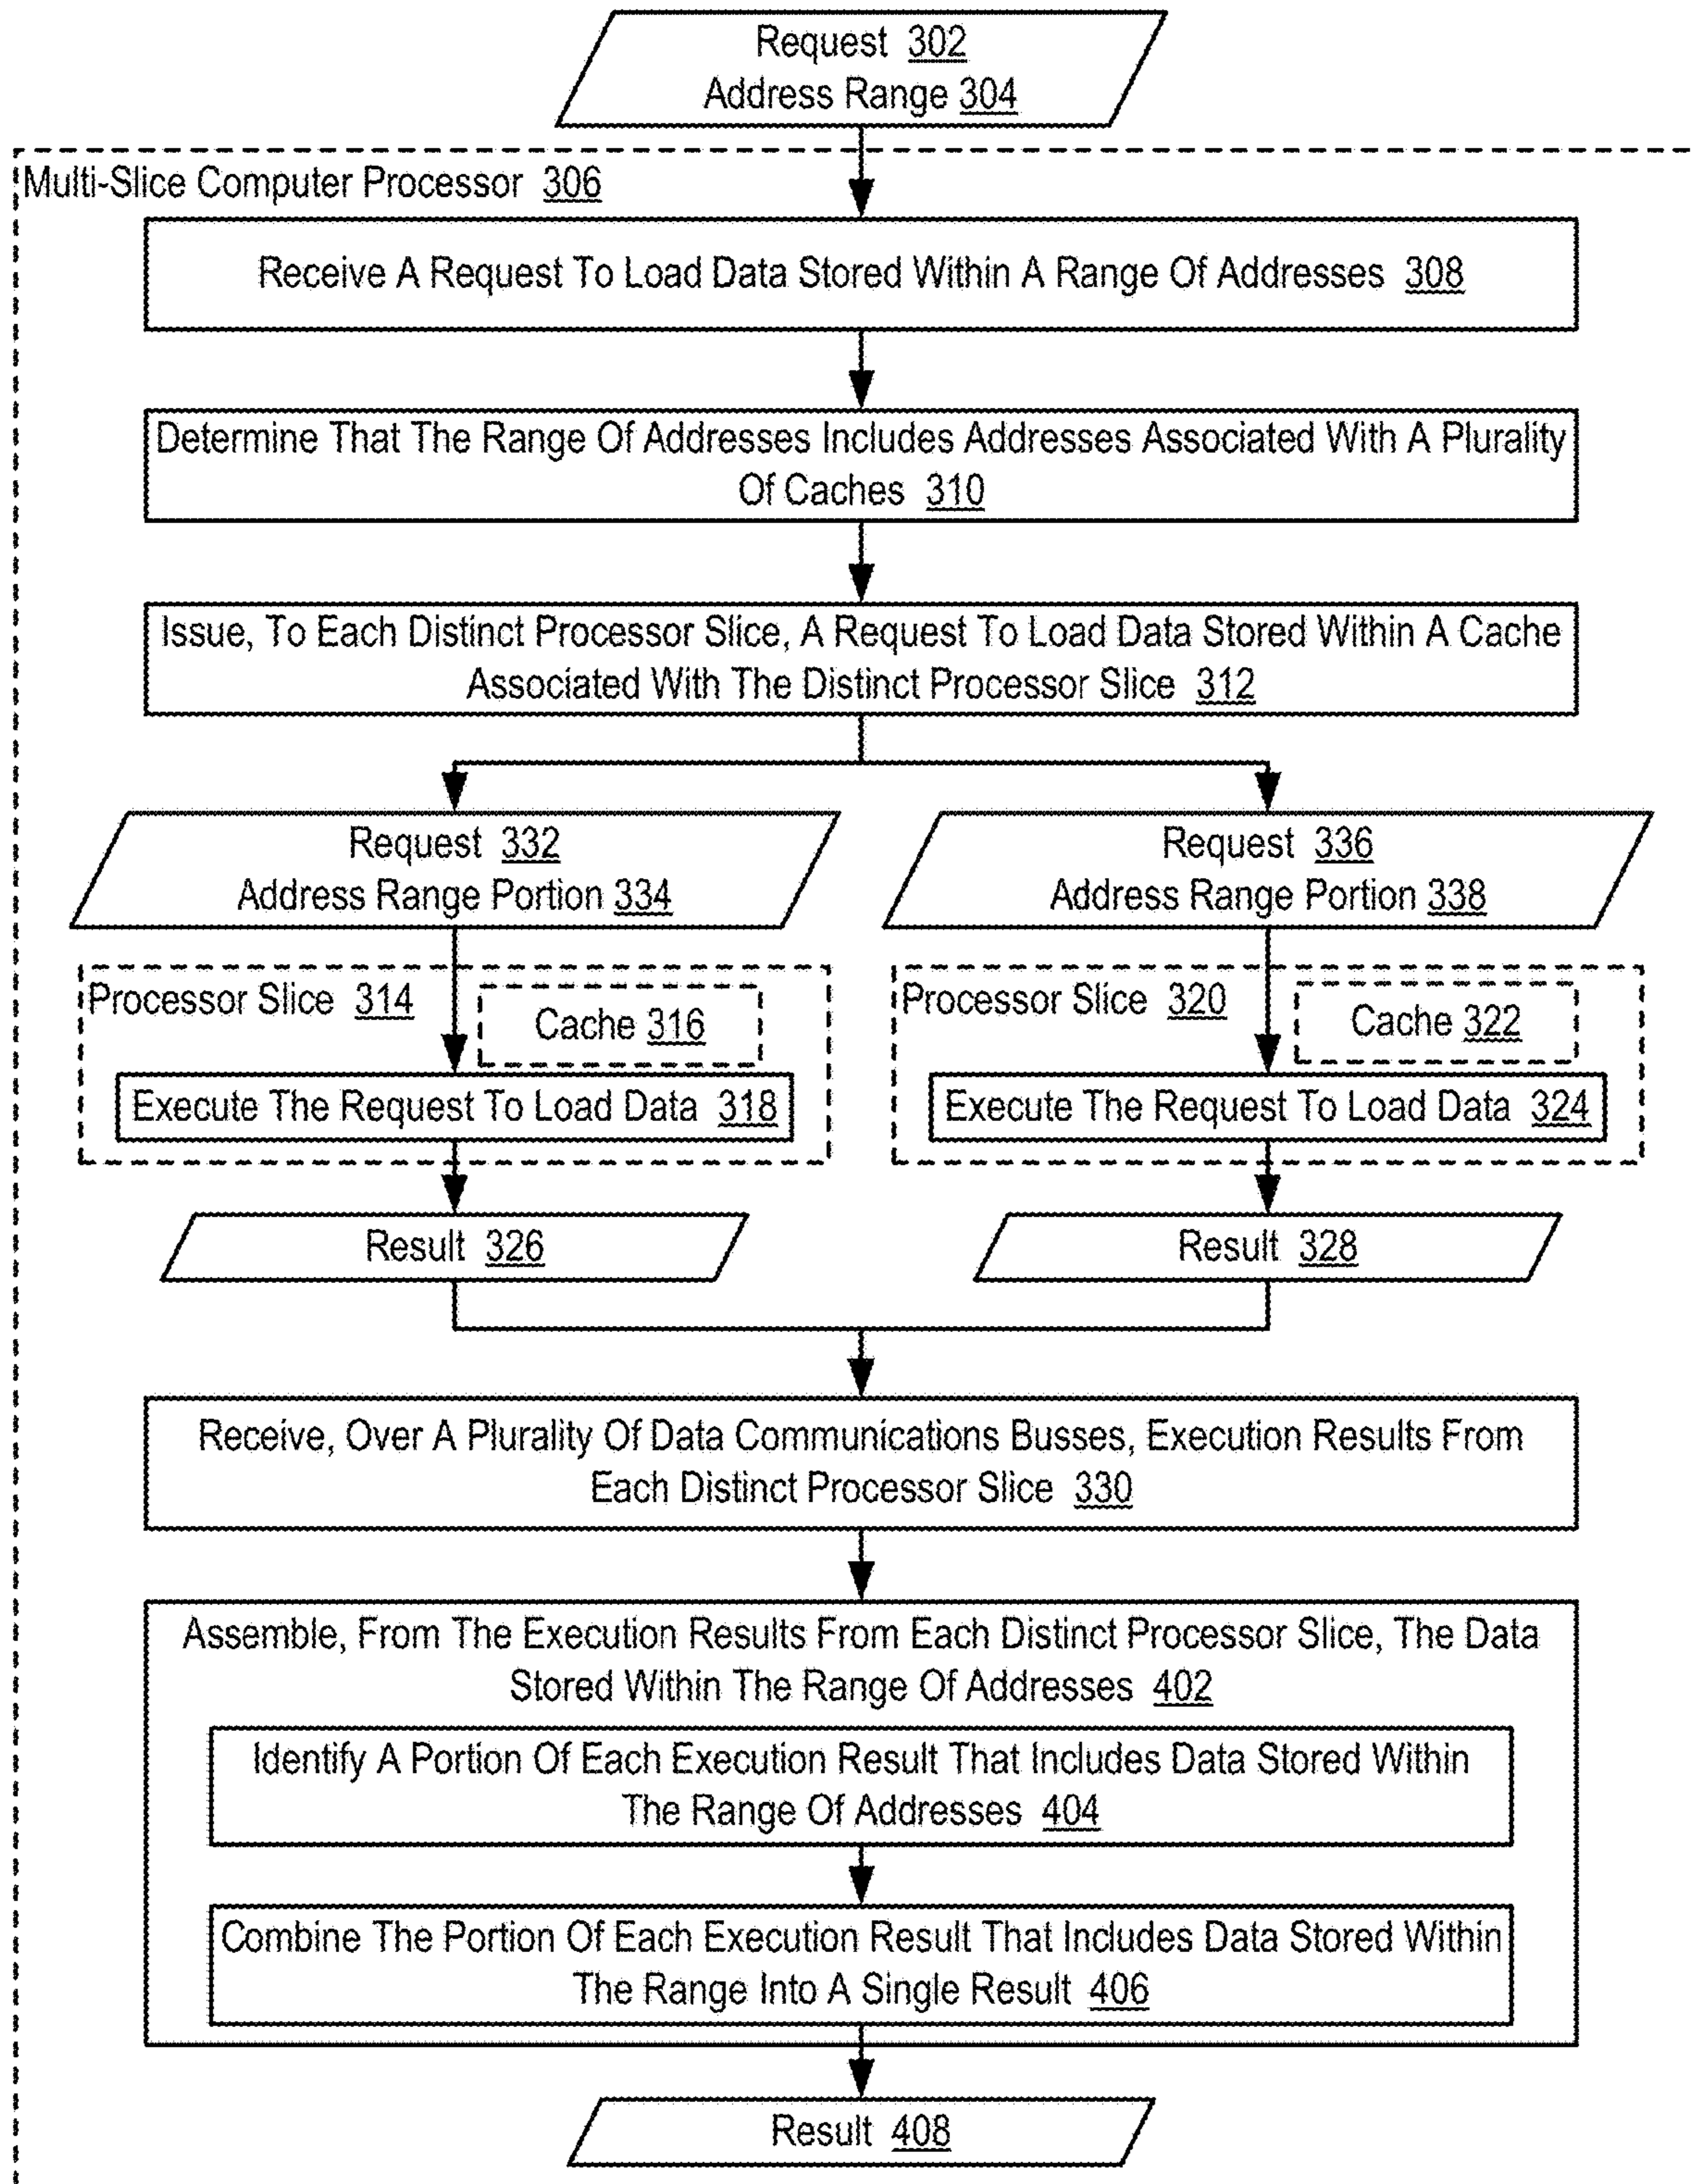 Request 302
Address Range 304
Multi-Slice Computer Processor 306
Receive A Request To Load Data Stored Within A Range Of Addresses 308
Determine That The Range Of Addresses Includes Addresses Associated With A Plurality
Of Caches 310
Issue, To Each Distinct Processor Slice, A Request To Load Data Stored Within A Cache
Associated With The Distinct Processor Slice 312
Request 332
Address Range Portion 334
Request 336
Address Range Portion 338
Processor Slice 314
Cache 316
Execute The Request To Load Data 318
Processor Slice 320
Cache 322
Execute The Request To Load Data 324
Result 326
Result 328
Receive, Over A Plurality Of Data Communications Busses, Execution Results From
Each Distinct Processor Slice 330
Assemble, From The Execution Results From Each Distinct Processor Slice, The Data
Stored Within The Range Of Addresses 402
Identify A Portion Of Each Execution Result That Includes Data Stored Within
The Range Of Addresses 404
Combine The Portion Of Each Execution Result That Includes Data Stored Within
The Range Into A Single Result 406
Result 408